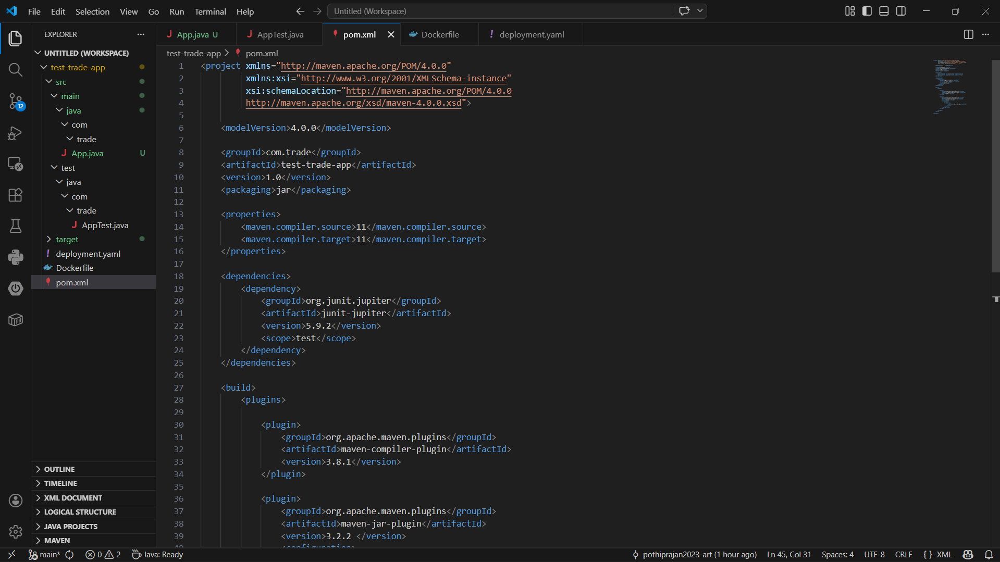 File Edit Selection View Go Run Terminal Help
Untitled (Workspace)
EXPLORER
App.java U
AppTest.java
pom.xml
Dockerfile
! deployment.yaml
UNTITLED (WORKSPACE)
test-trade-app
src
main
java
com
trade
App.java U
test
java
com
trade
AppTest.java
target
! deployment.yaml
Dockerfile
pom.xml
12
OUTLINE
TIMELINE
XML DOCUMENT
LOGICAL STRUCTURE
JAVA PROJECTS
MAVEN
test-trade-app > pom.xml
1 <project xmlns="http://maven.apache.org/POM/4.0.0"
2 xmlns:xsi="http://www.w3.org/2001/XMLSchema-instance"
3 xsi:schemaLocation="http://maven.apache.org/POM/4.0.0
4 http://maven.apache.org/xsd/maven-4.0.0.xsd">
5
6 <modelVersion>4.0.0</modelVersion>
7
8 <groupId>com.trade</groupId>
9 <artifactId>test-trade-app</artifactId>
10 <version>1.0</version>
11 <packaging>jar</packaging>
12
13 <properties>
14 <maven.compiler.source>11</maven.compiler.source>
15 <maven.compiler.target>11</maven.compiler.target>
16 </properties>
17
18 <dependencies>
19 <dependency>
20 <groupId>org.junit.jupiter</groupId>
21 <artifactId>junit-jupiter</artifactId>
22 <version>5.9.2</version>
23 <scope>test</scope>
24 </dependency>
25 </dependencies>
26
27 <build>
28 <plugins>
29
30 <plugin>
31 <groupId>org.apache.maven.plugins</groupId>
32 <artifactId>maven-compiler-plugin</artifactId>
33 <version>3.8.1</version>
34 </plugin>
35
36 <plugin>
37 <groupId>org.apache.maven.plugins</groupId>
38 <artifactId>maven-jar-plugin</artifactId>
39 <version>3.2.2 </version>
40 <configuration>
main* 0 2 Java: Ready
pothiprajan2023-art (1 hour ago) Ln 45, Col 31 Spaces: 4 UTF-8 CRLF { } XML